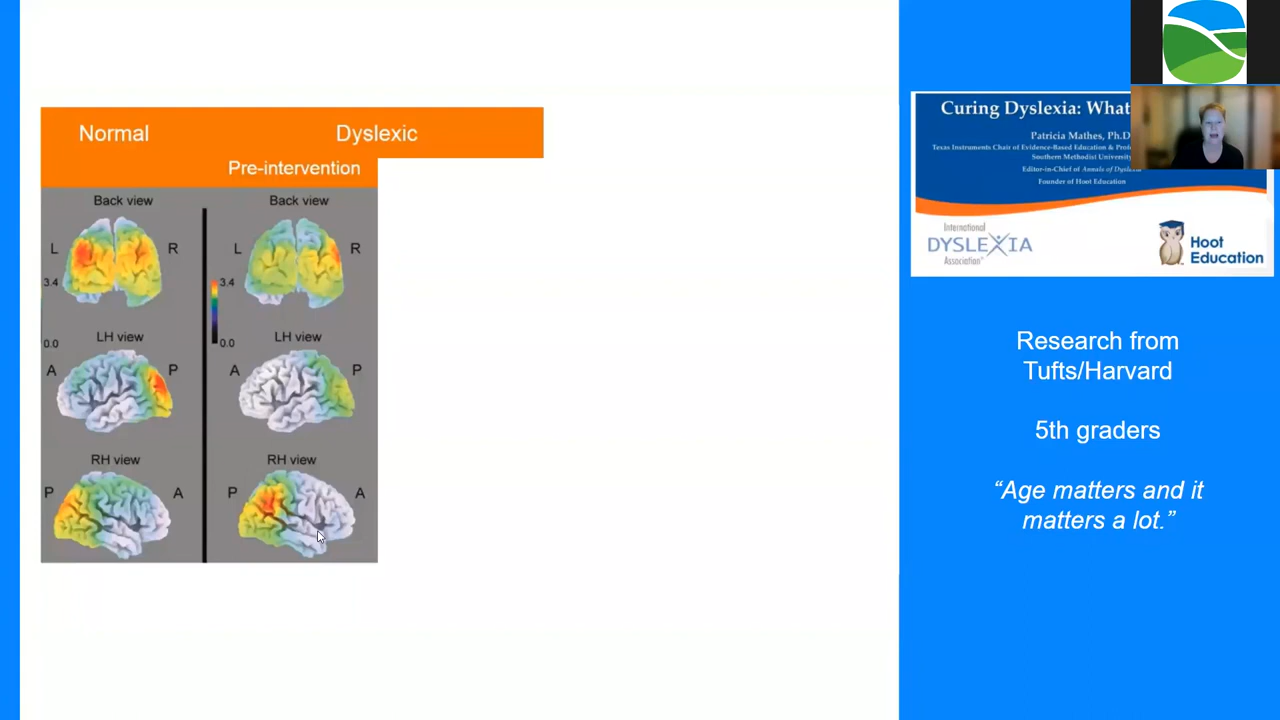 Normal
Dyslexic
Pre-intervention
Back view
L
R
3.4
0.0
LH view
A
P
RH view
P
A
Back view
L
R
3.4
0.0
LH view
A
P
RH view
P
A
Curing Dyslexia: What
Patricia Mathes, Ph.D
Texas Instruments Chair of Evidence-Based Education &
Southern Methodist University
Editor-in-Chief of Annals of
Founder of Hoot Education
International
DYSLEXIA
Association
Hoot
Education
Research from
Tufts/Harvard
5th graders
“Age matters and it
matters a lot.”